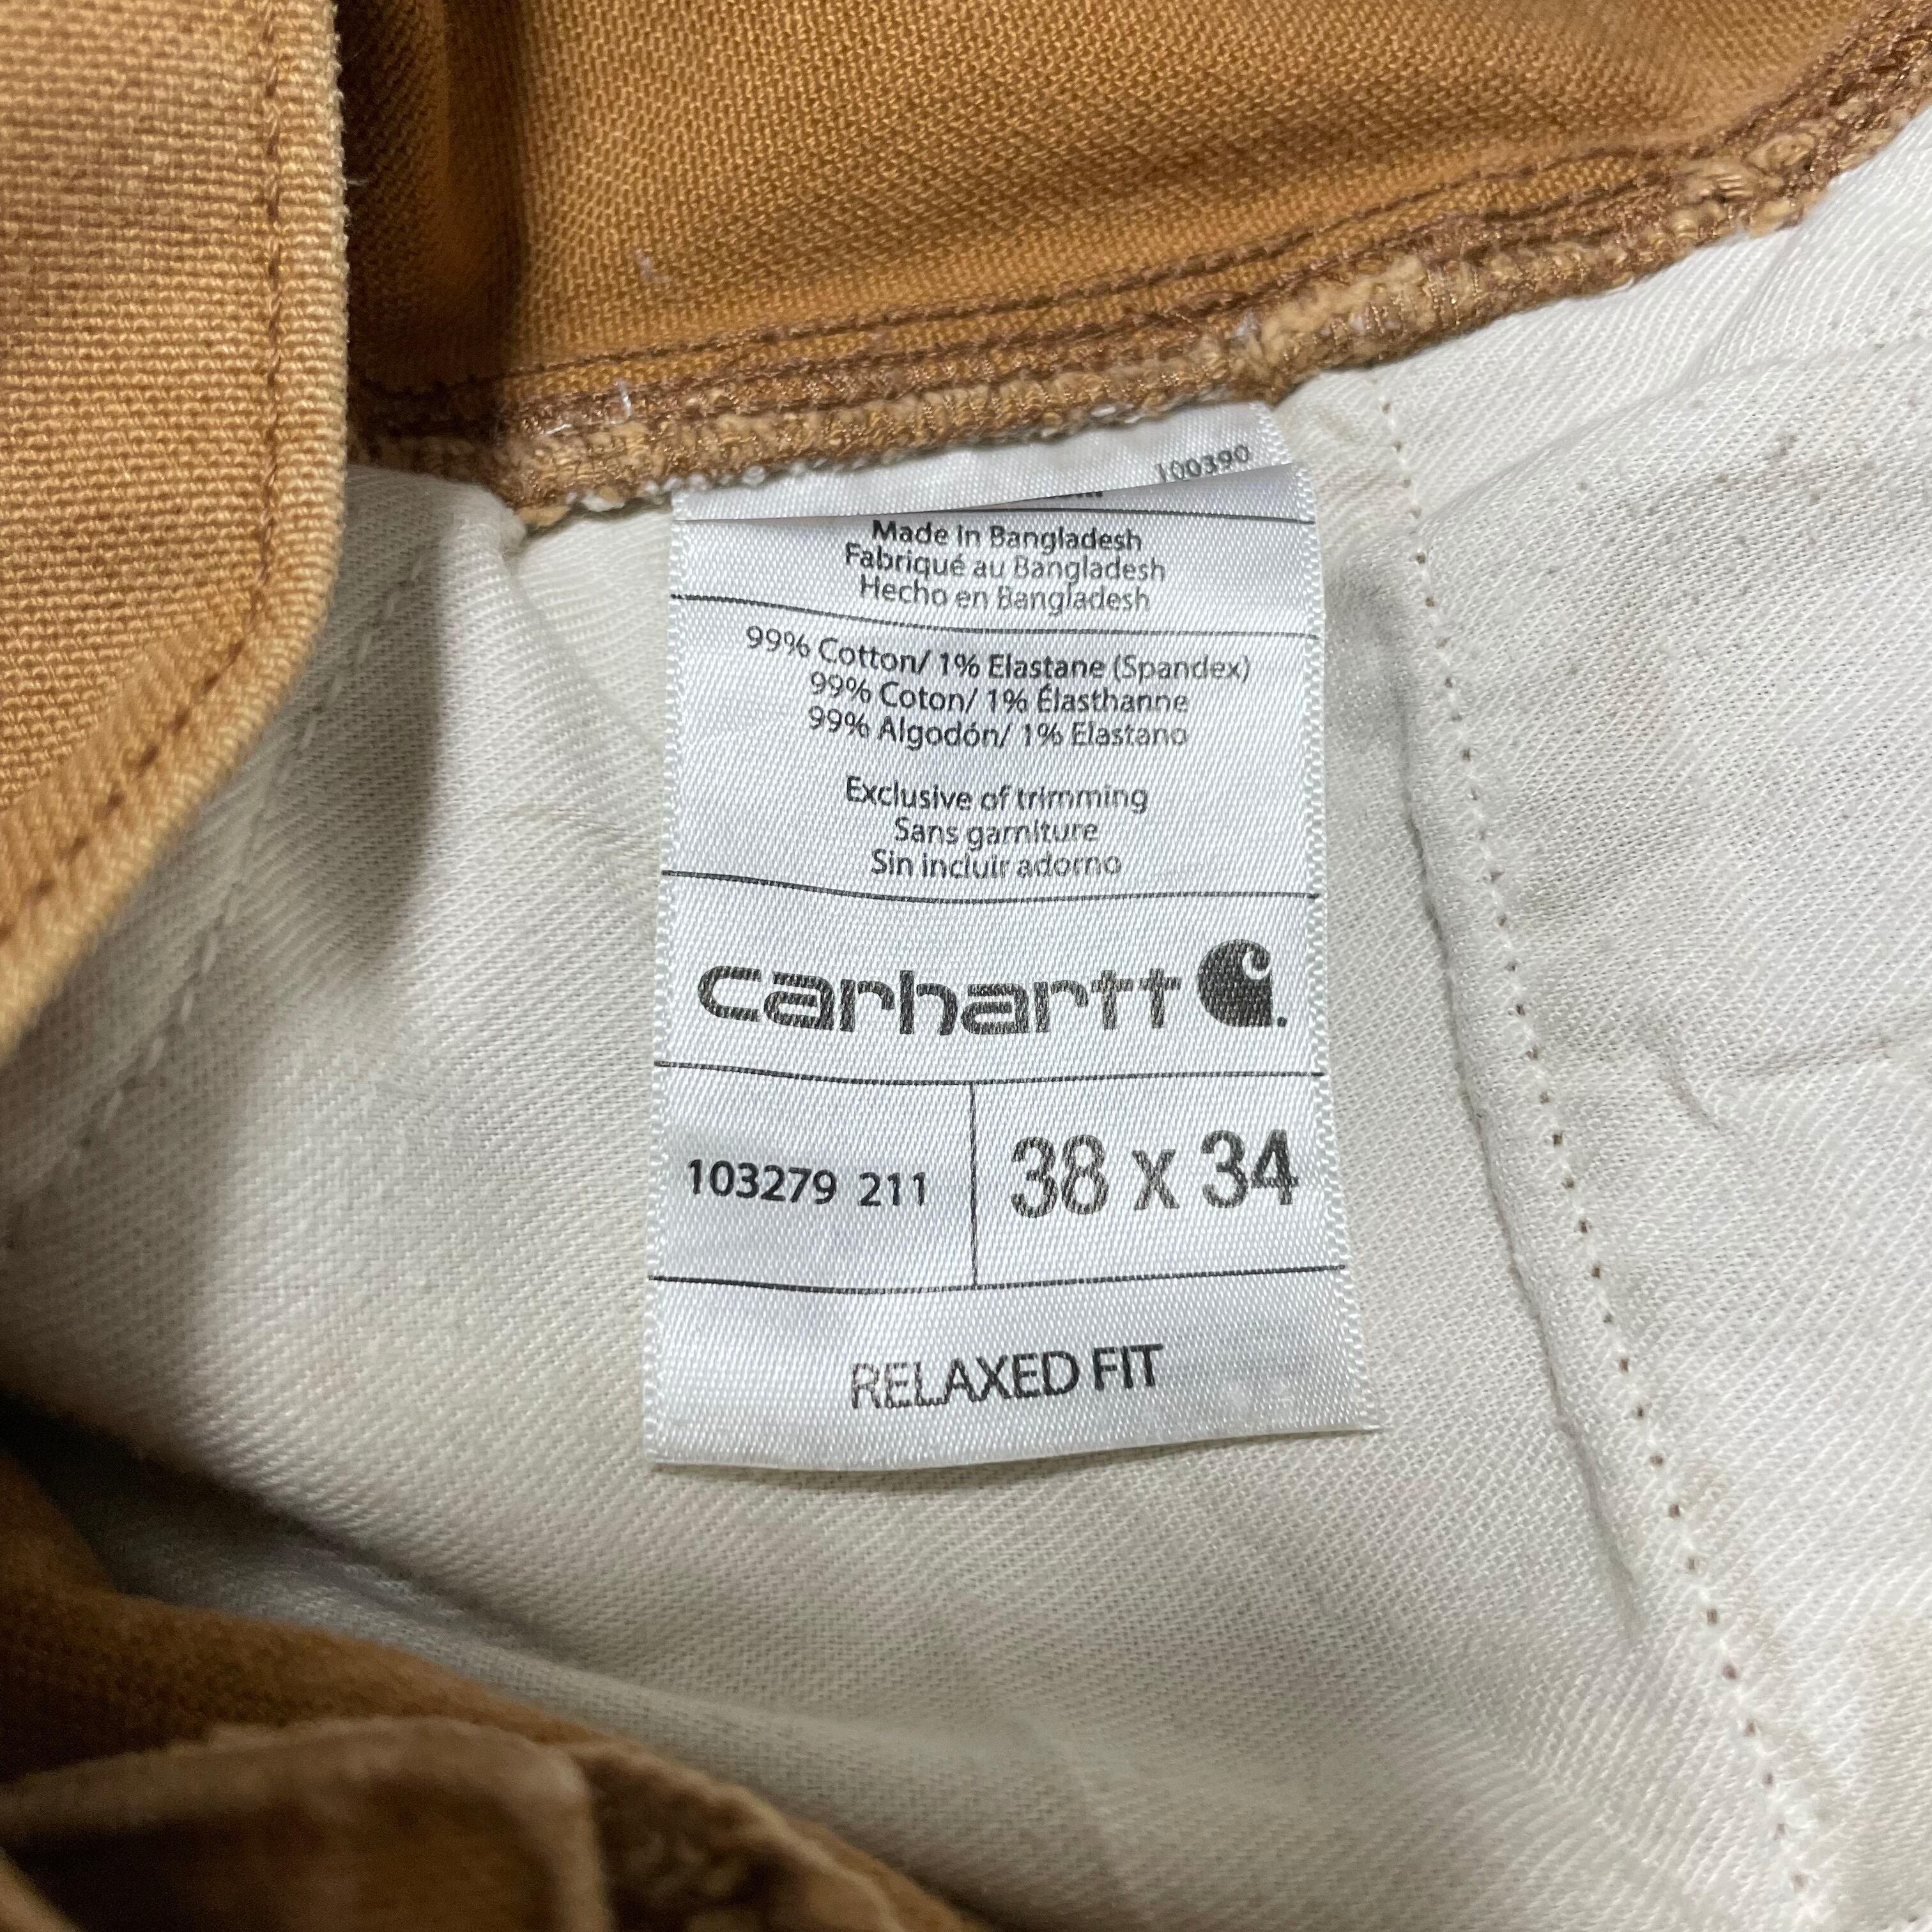 100390
Made in Bangladesh
Fabriqué au Bangladesh
Hecho en Bangladesh
99% Cotton/ 1% Elastane (Spandex)
99% Coton/ 1% Élasthanne
99% Algodón/ 1% Elastano
Exclusive of trimming
Sans garniture
Sin incluir adorno
carhartt
103279 211
38 x 34
RELAXED FIT